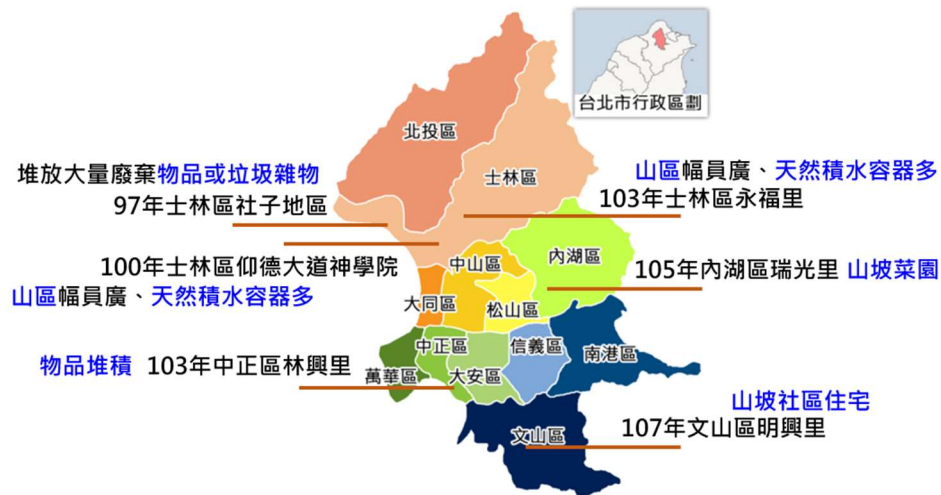 台北市行政區劃
北投區
士林區
堆放大量廢棄物品或垃圾雜物
97年士林區社子地區
山區幅員廣、天然積水容器多
103年士林區永福里
100年士林區仰德大道神學院
山區幅員廣、天然積水容器多
中山區
內湖區
105年內湖區瑞光里 山坡菜園
大同區
松山區
物品堆積 103年中正區林興里
中正區
信義區
南港區
萬華區
大安區
山坡社區住宅
107年文山區明興里
文山區